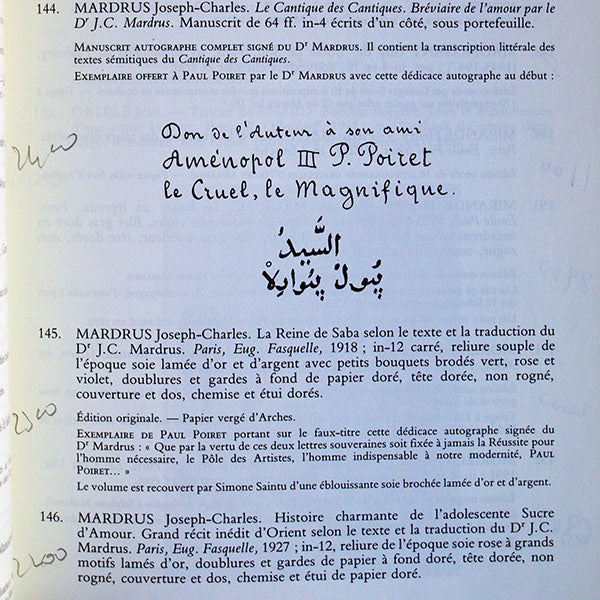 144. MARDRUS Joseph-Charles. Le Cantique des Cantiques. Bréviaire de l'amour par le
Dr J.C. Mardrus. Manuscrit de 64 ff. in-4 écrits d'un côté, sous portefeuille.
Manuscrit autographe complet signé du Dr Mardrus. Il contient la transcription littérale des
textes sémitiques du Cantique des Cantiques.
Exemplaire offert à Paul Poiret par le Dr Mardrus avec cette dédicace autographe au début :
Don de l'Auteur à son ami
Aménopol III P. Poiret
le Cruel, le Magnifique.
السَّيِدُ
145. MARDRUS Joseph-Charles. La Reine de Saba selon le texte et la traduction du
Dr J.C. Mardrus. Paris, Eug. Fasquelle, 1918 ; in-12 carré, reliure souple de
l'époque soie lamée d'or et d'argent avec petits bouquets brodés vert, rose et
violet, doublures et gardes à fond de papier doré, tête dorée, non rogné,
couverture et dos, chemise et étui dorés.
Édition originale. — Papier vergé d'Arches.
Exemplaire de Paul Poiret portant sur le faux-titre cette dédicace autographe signée du
Dr Mardrus : « Que par la vertu de ces deux lettres souveraines soit fixée à jamais la Réussite pour
l'homme nécessaire, le Pôle des Artistes, l'homme indispensable à notre modernité, Paul
Poiret... »
Le volume est recouvert par Simone Saintu d'une éblouissante soie brochée lamée d'or et d'argent.
146. MARDRUS Joseph-Charles. Histoire charmante de l'adolescente Sucre
d'Amour. Grand récit inédit d'Orient selon le texte et la traduction du Dr J.C.
Mardrus. Paris, Eug. Fasquelle, 1927 ; in-12, reliure de l'époque soie rose à grands
motifs lamés d'or, doublures et gardes de papier à fond doré, tête dorée, non
rogné, couverture et dos, chemise et étui de papier doré.